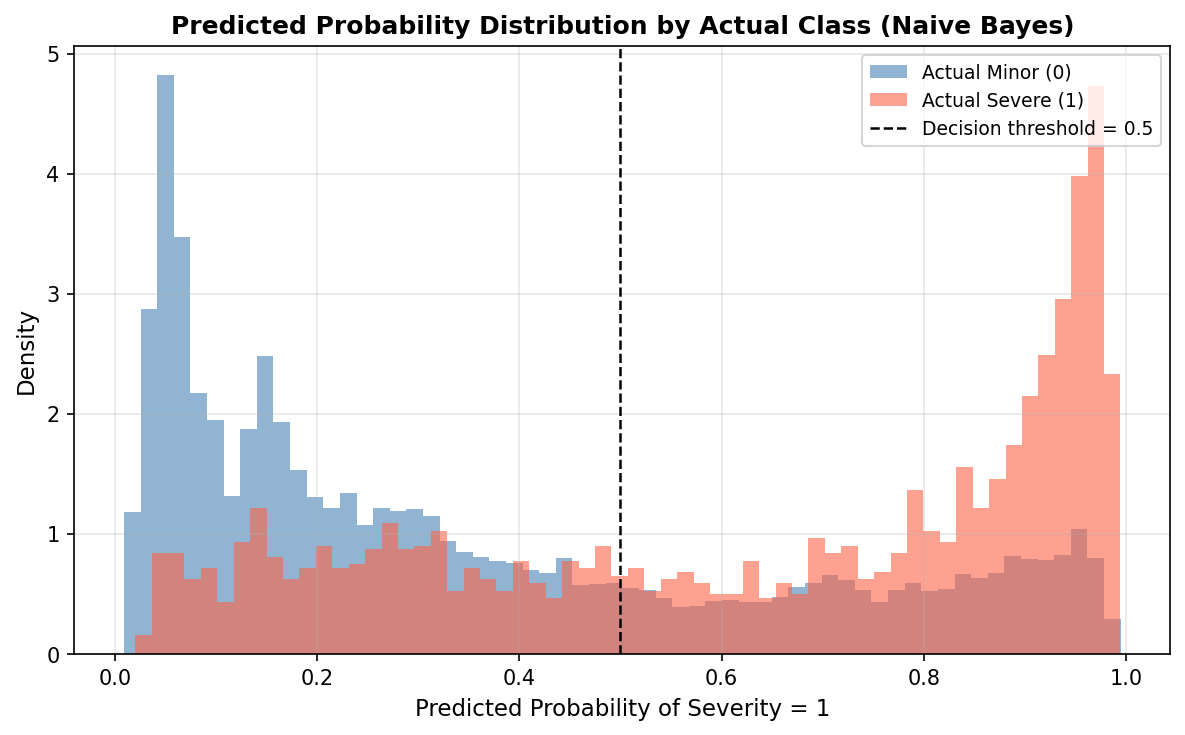 Predicted Probability Distribution by Actual Class (Naive Bayes)
Actual Minor (0)
Actual Severe (1)
Decision threshold = 0.5
Density
5
4
3
2
1
0
0.0 0.2 0.4 0.6 0.8 1.0
Predicted Probability of Severity = 1